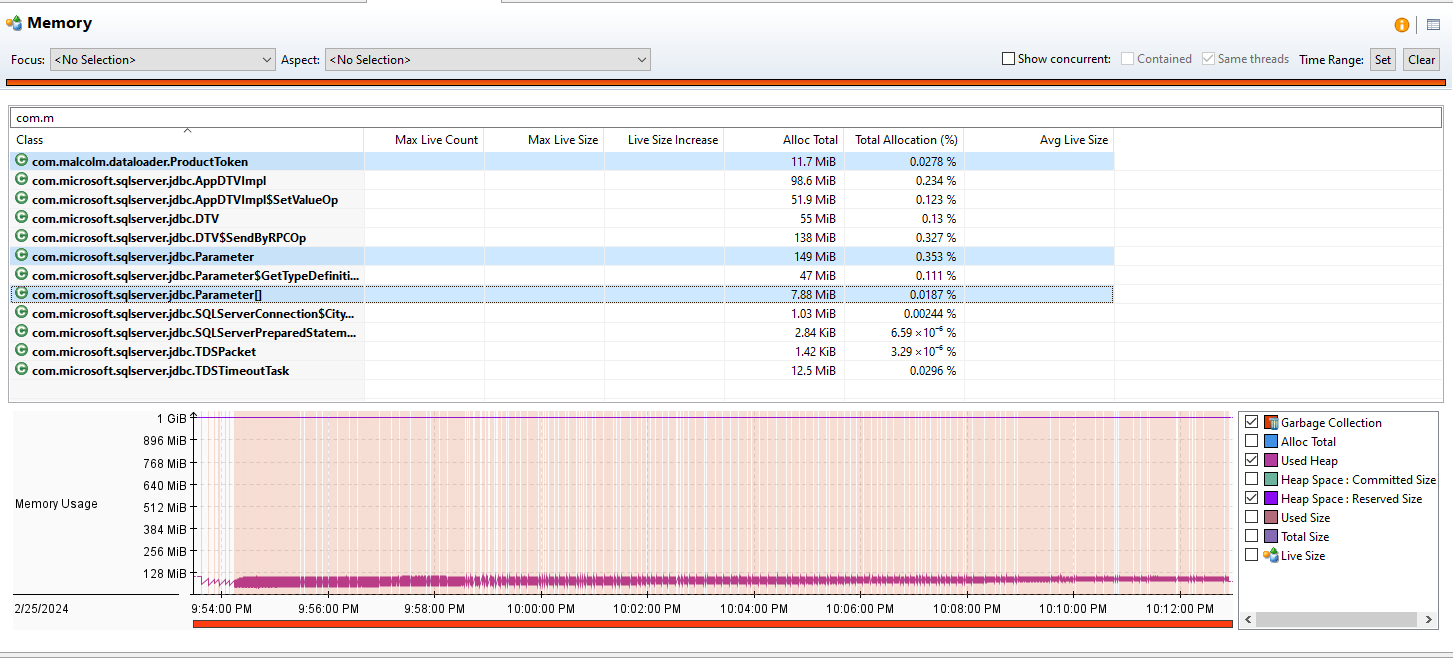 Memory
Focus: <No Selection> Aspect: <No Selection> Show concurrent: Contained Same threads Time Range: Set Clear
com.m
Class Max Live Count Max Live Size Live Size Increase Alloc Total Total Allocation (%) Avg Live Size
com.malcolm.dataloader.ProductToken 11.7 MiB 0.0278 %
com.microsoft.sqlserver.jdbc.AppDTVImpl 98.6 MiB 0.234 %
com.microsoft.sqlserver.jdbc.AppDTVImpl$SetValueOp 51.9 MiB 0.123 %
com.microsoft.sqlserver.jdbc.DTV 55 MiB 0.13 %
com.microsoft.sqlserver.jdbc.DTV$SendByRPCOp 138 MiB 0.327 %
com.microsoft.sqlserver.jdbc.Parameter 149 MiB 0.353 %
com.microsoft.sqlserver.jdbc.Parameter$GetTypeDefiniti... 47 MiB 0.111 %
com.microsoft.sqlserver.jdbc.Parameter[] 7.88 MiB 0.0187 %
com.microsoft.sqlserver.jdbc.SQLServerConnection$City... 1.03 MiB 0.00244 %
com.microsoft.sqlserver.jdbc.SQLServerPreparedStatem... 2.84 KiB 6.59 ×10⁻⁶ %
com.microsoft.sqlserver.jdbc.TDSPacket 1.42 KiB 3.29 ×10⁻⁶ %
com.microsoft.sqlserver.jdbc.TDSTimeoutTask 12.5 MiB 0.0296 %
Memory Usage
1 GiB
896 MiB
768 MiB
640 MiB
512 MiB
384 MiB
256 MiB
128 MiB
2/25/2024 9:54:00 PM 9:56:00 PM 9:58:00 PM 10:00:00 PM 10:02:00 PM 10:04:00 PM 10:06:00 PM 10:08:00 PM 10:10:00 PM 10:12:00 PM
Garbage Collection
Alloc Total
Used Heap
Heap Space : Committed Size
Heap Space : Reserved Size
Used Size
Total Size
Live Size